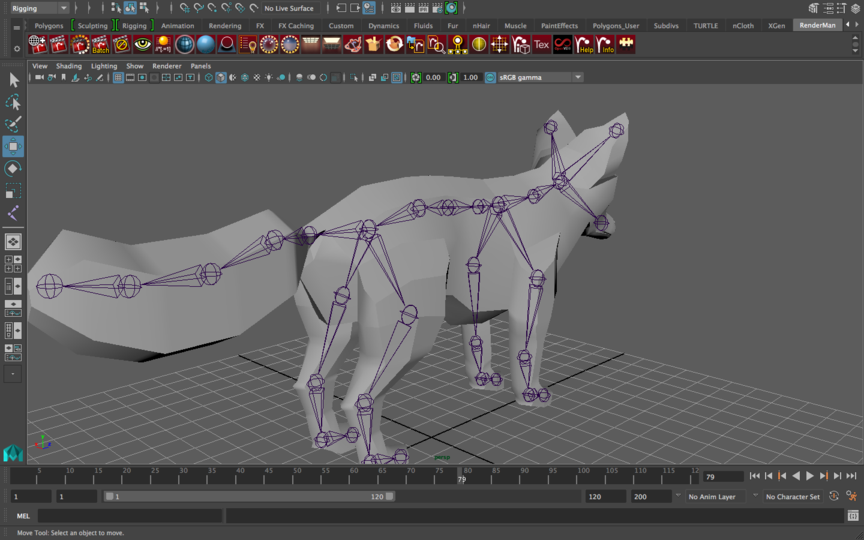 Rigging No Live Surface
Polygons Sculpting Rigging Animation Rendering FX FX Caching Custom Dynamics Fluids Fur nHair Muscle PaintEffects Polygons_User Subdivs TURTLE nCloth XGen RenderMan
Batch Tex Help Info
View Shading Lighting Show Renderer Panels
0.00 1.00 sRGB gamma
persp
5 10 15 20 25 30 35 40 45 50 55 60 65 70 75 80 85 90 95 100 105 110 115 12
79 79
1 1 1 120 120 200 No Anim Layer No Character Set
MEL
Move Tool: Select an object to move.